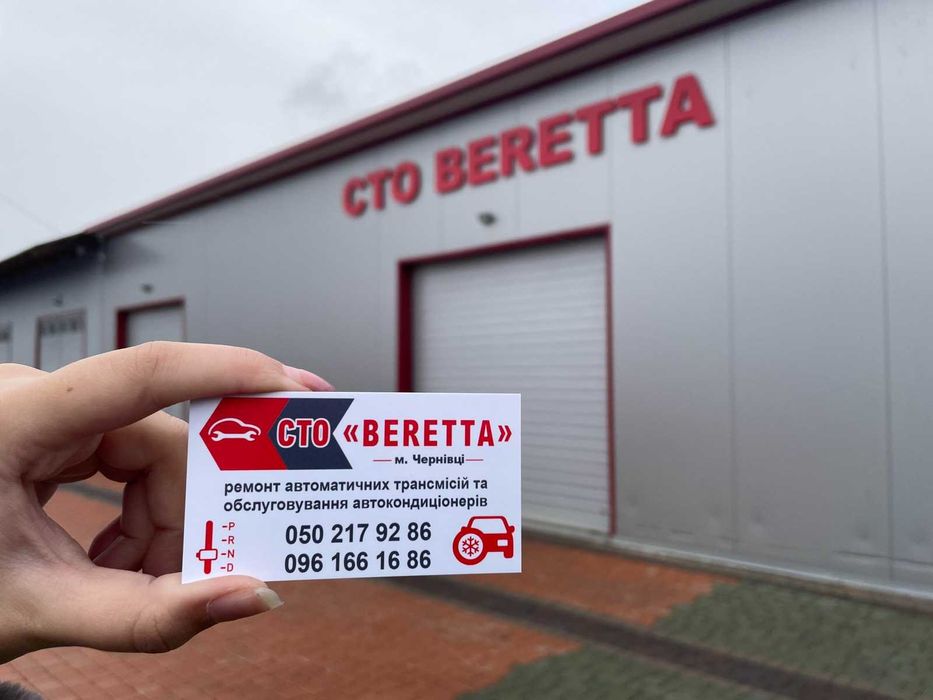 СТО BERETTA
СТО «BERETTA»
м. Чернівці
ремонт автоматичних трансмісій та
обслуговування автокондиціонерів
-P
-R
-N
-D
050 217 92 86
096 166 16 86